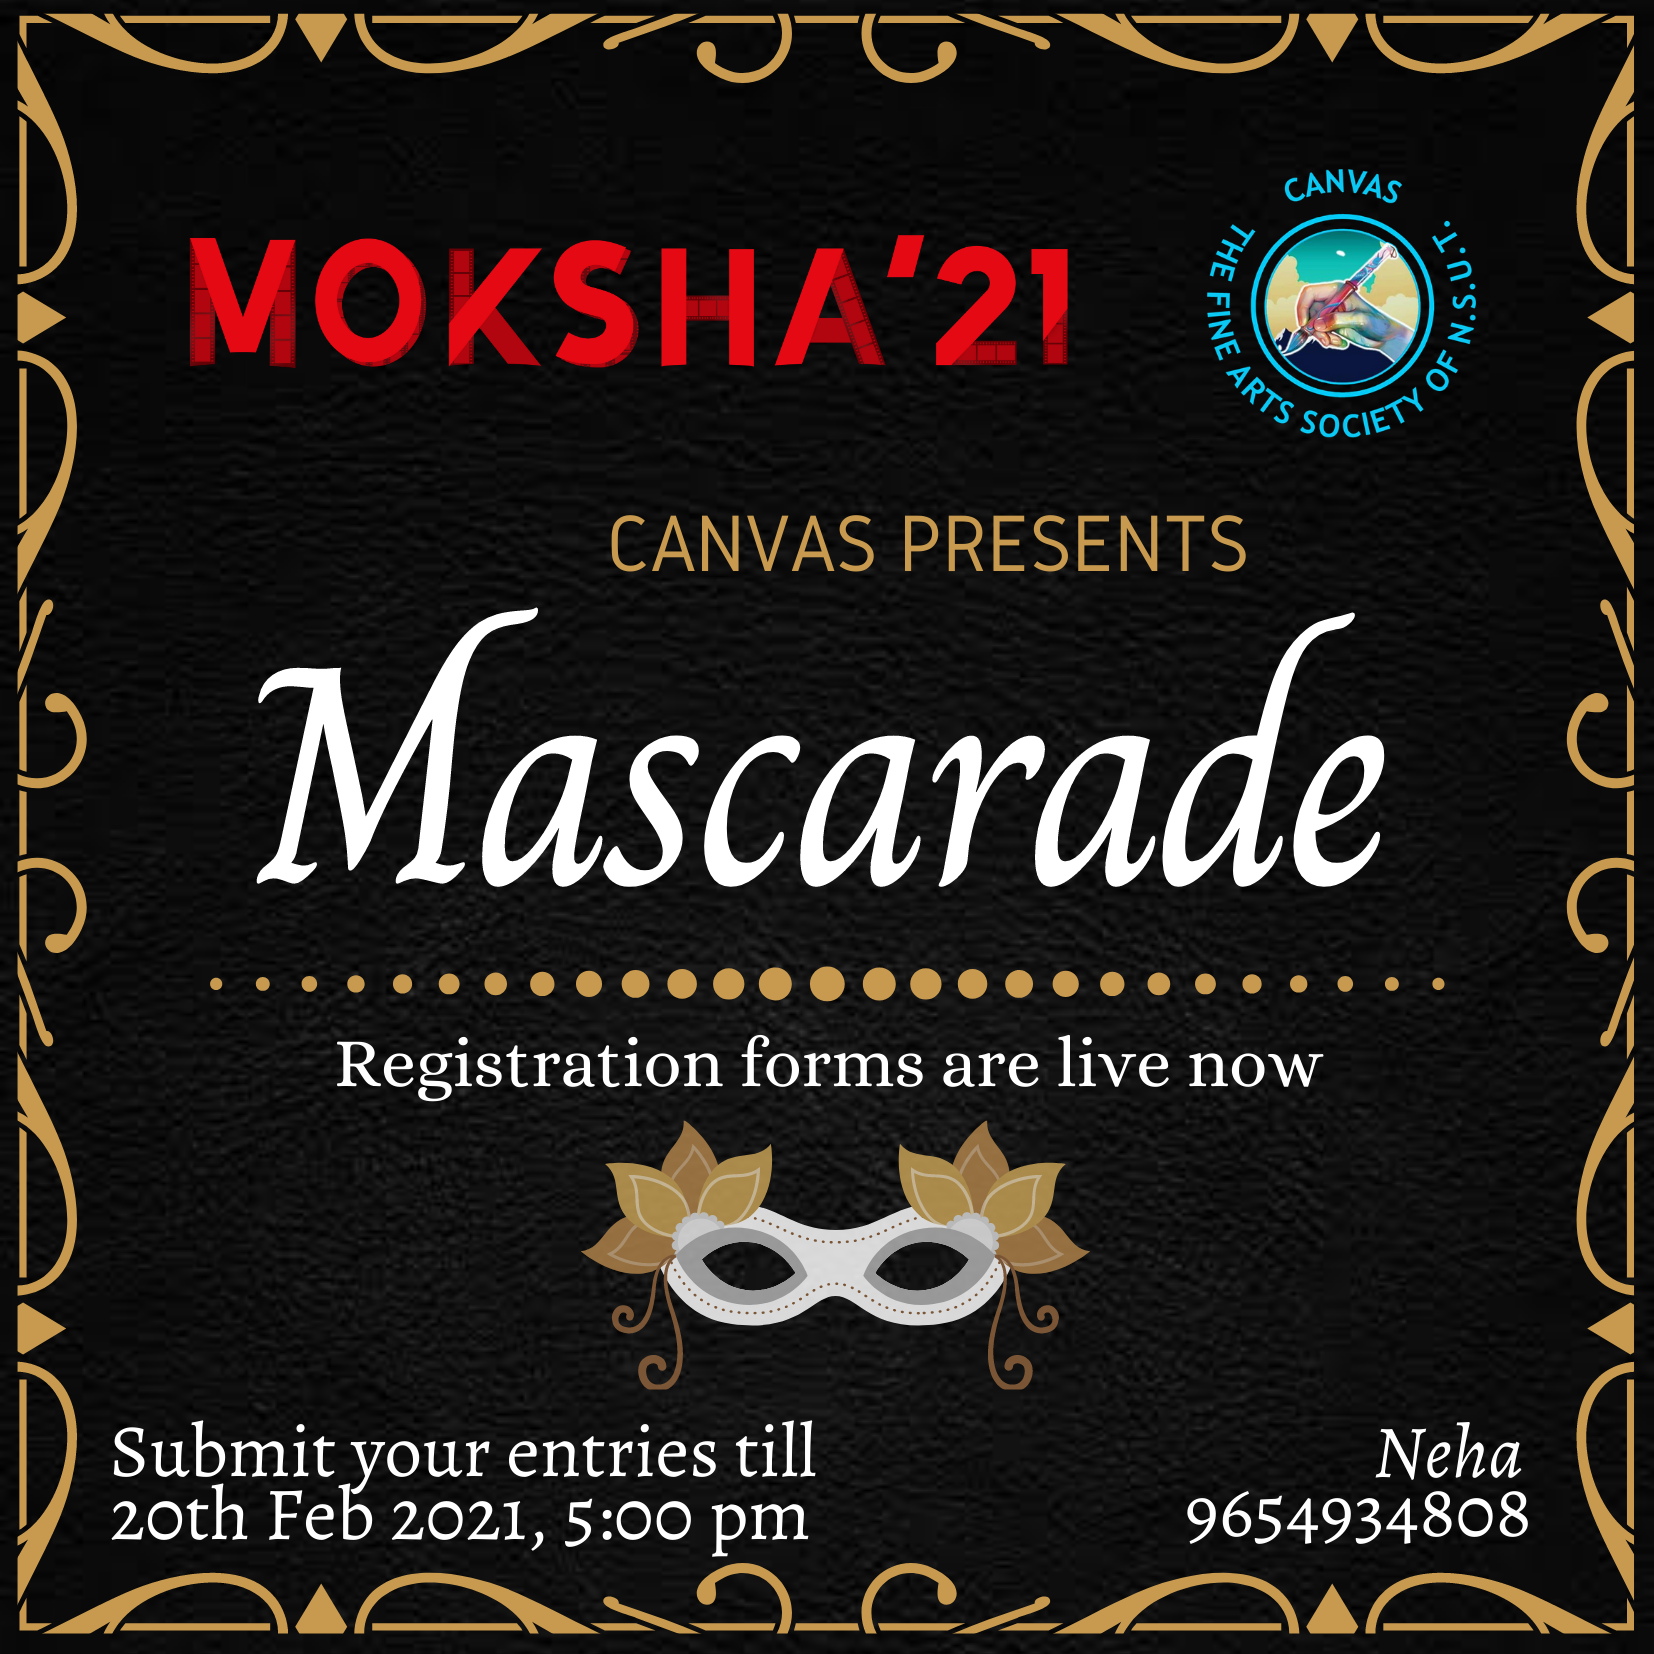 MOKSHA'21
CANVAS
THE FINE ARTS SOCIETY OF N.S.U.T.
CANVAS PRESENTS
Mascarade
Registration forms are live now
Submit your entries till
20th Feb 2021, 5:00 pm
Neha
9654934808